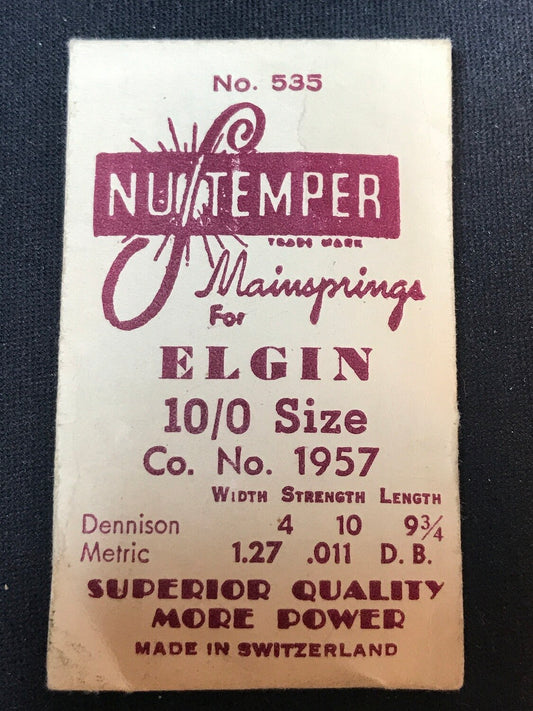 No. 535
NU TEMPER
TRADE MARK
Mainsprings
For
ELGIN
10/0 Size
Co. No. 1957
WIDTH STRENGTH LENGTH
Dennison 4 10 9¾
Metric 1.27 .011 D. B.
SUPERIOR QUALITY
MORE POWER
MADE IN SWITZERLAND